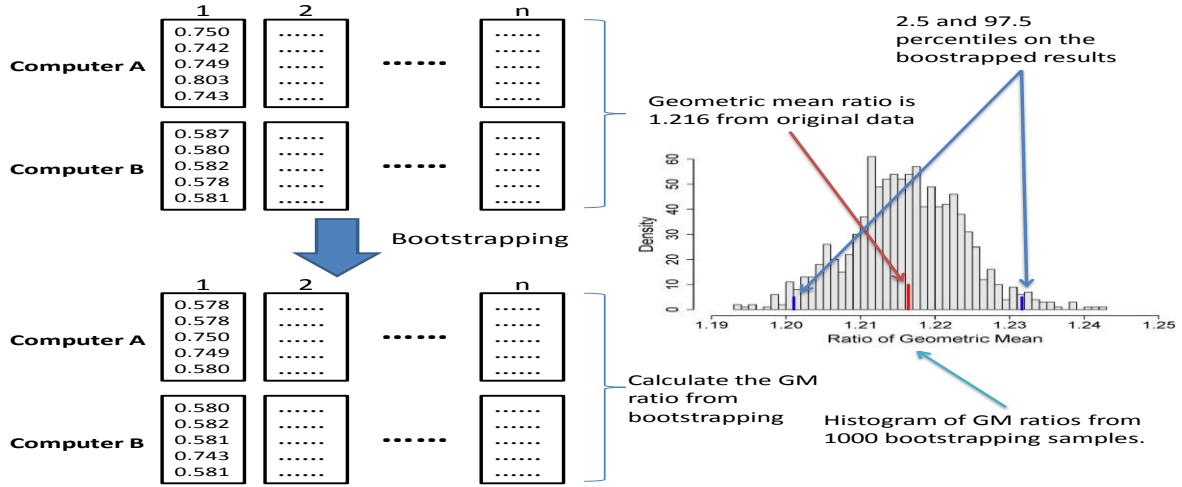 1 2 n
Computer A
0.750 ...... ......
0.742 ...... ......
0.749 ...... ...... ......
0.803 ...... ......
0.743 ...... ......
Computer B
0.587 ...... ......
0.580 ...... ......
0.582 ...... ...... ......
0.578 ...... ......
0.581 ...... ......
Bootstrapping
1 2 n
Computer A
0.578 ...... ......
0.578 ...... ......
0.750 ...... ...... ......
0.749 ...... ......
0.580 ...... ......
Computer B
0.580 ...... ......
0.582 ...... ......
0.581 ...... ...... ......
0.743 ...... ......
0.581 ...... ......
2.5 and 97.5
percentiles on the
boostrapped results
Geometric mean ratio is
1.216 from original data
Density
60
50
40
30
20
10
0
1.19 1.20 1.21 1.22 1.23 1.24 1.25
Ratio of Geometric Mean
Calculate the GM
ratio from
bootstrapping
Histogram of GM ratios from
1000 bootstrapping samples.